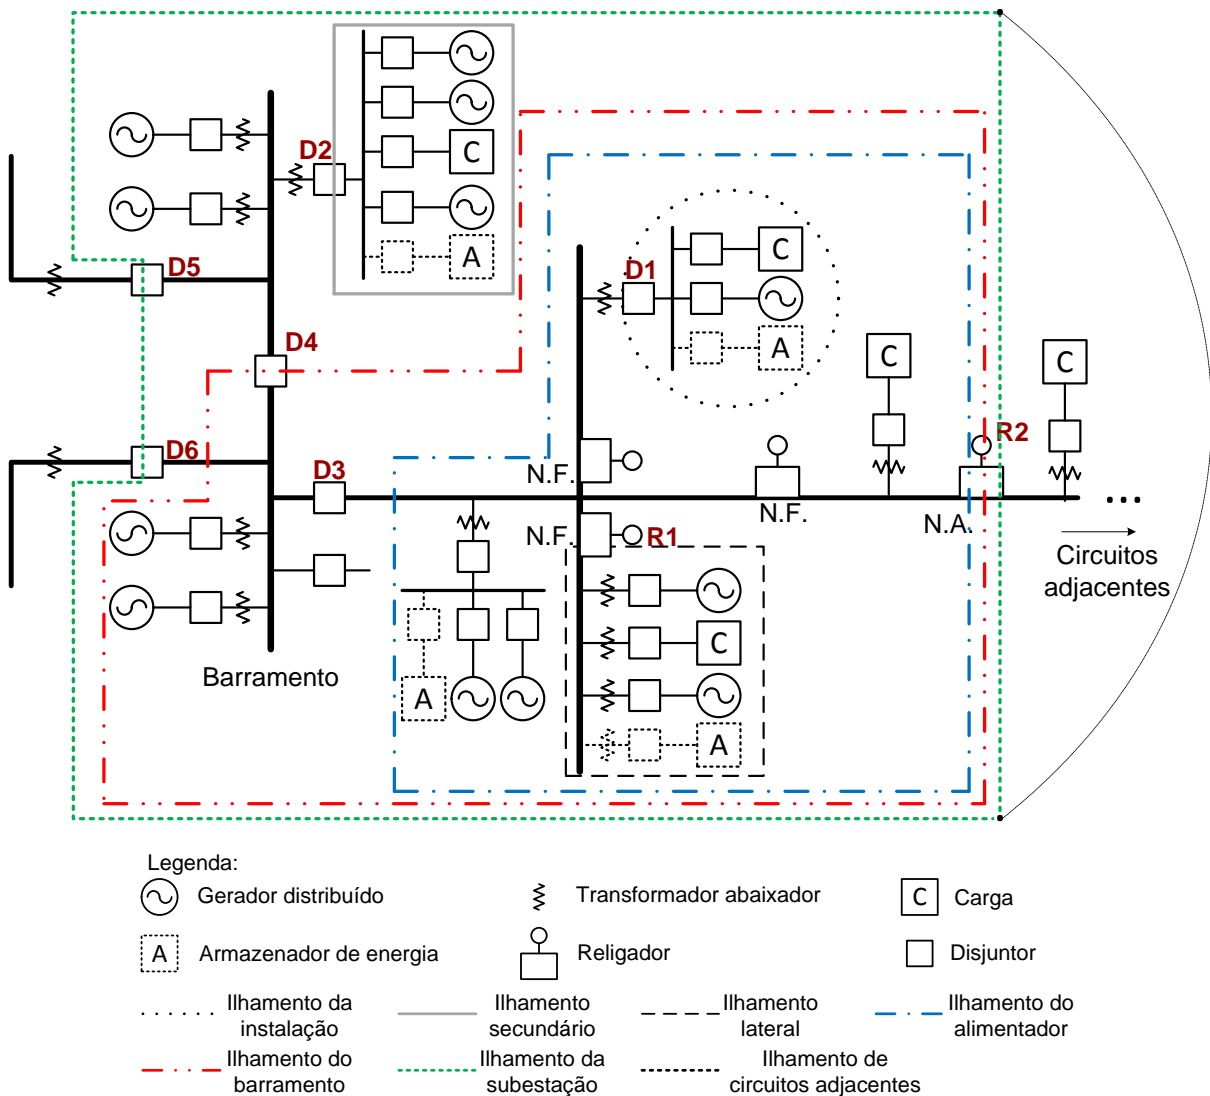 D2
C
A
D5
D1
C
A
D4
C
C
D6
R2
D3
N.F.
N.F.
N.A.
N.F.
R1
...
Circuitos
adjacentes
Barramento
C
A
A
Legenda:
Gerador distribuído
Transformador abaixador
C
Carga
A
Armazenador de energia
Religador
Disjuntor
Ilhamento da
instalação
Ilhamento
secundário
Ilhamento
lateral
Ilhamento do
alimentador
Ilhamento do
barramento
Ilhamento da
subestação
Ilhamento de
circuitos adjacentes